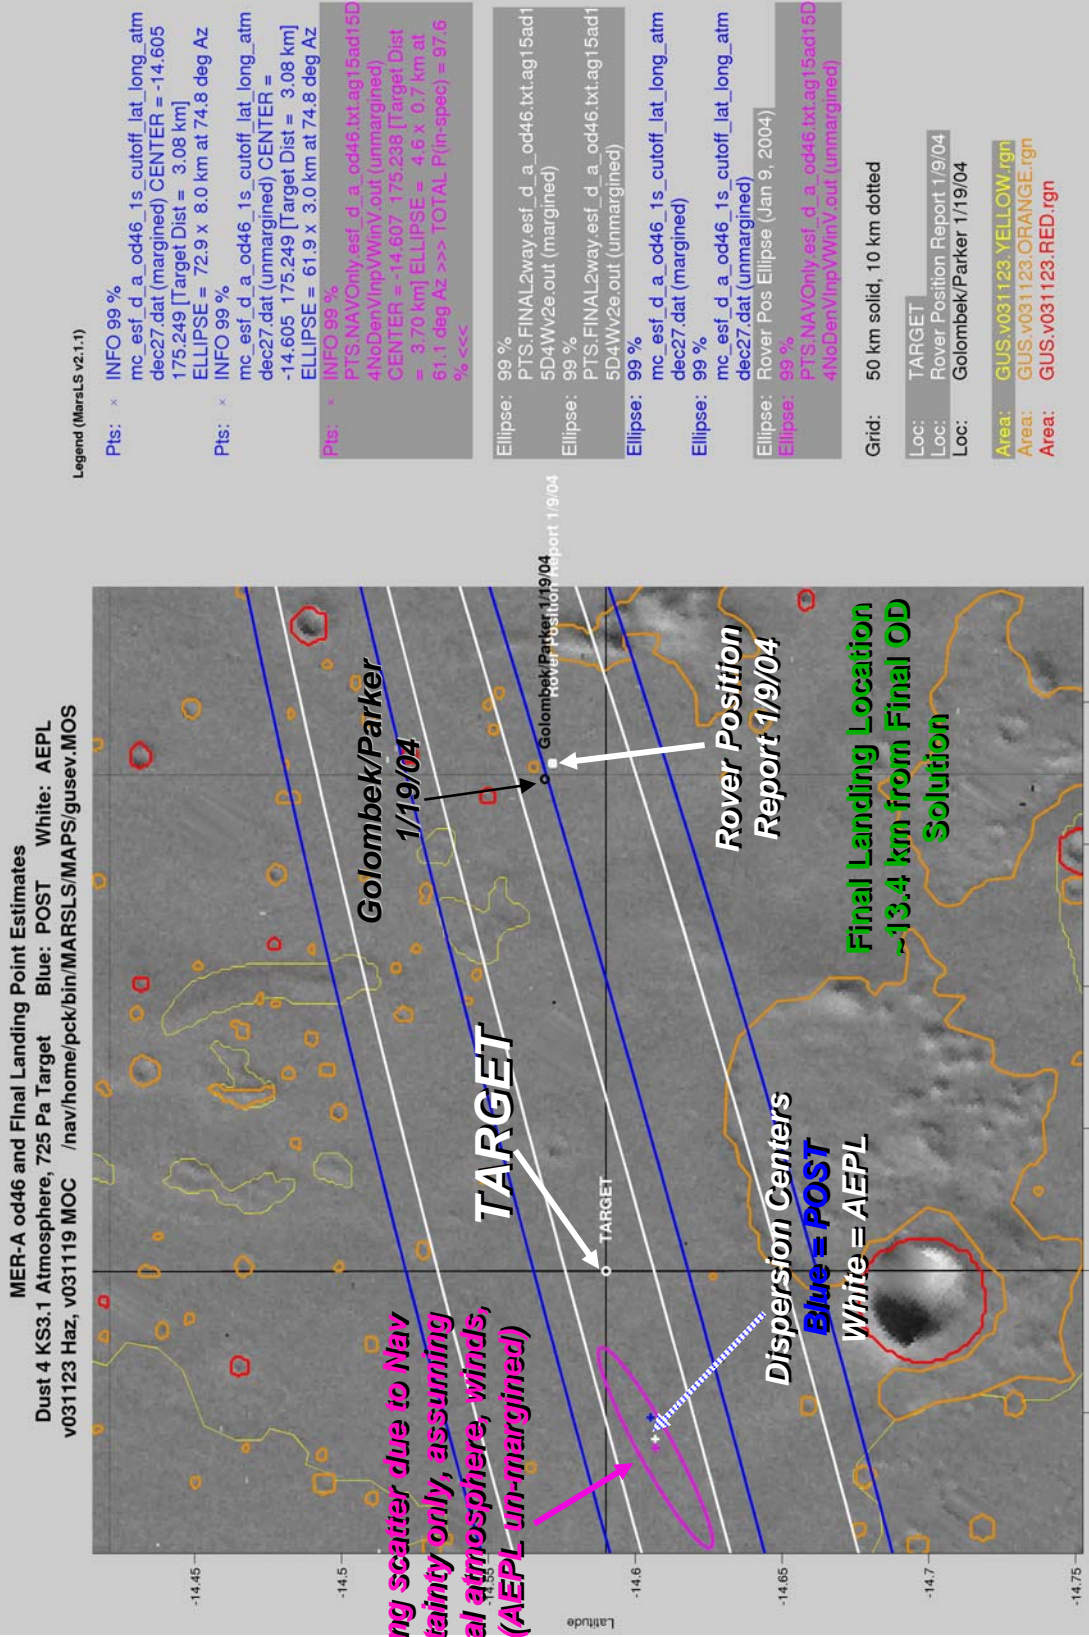 MER-A od46 and FInal Landing Point Estimates
Dust 4 KS3.1 Atmosphere, 725 Pa Target Blue: POST White: AEPL
v031123 Haz, v031119 MOC /nav/home/pck/bin/MARSLS/MAPS/gusev.MOS
ng scatter due to Nav
tainty only, assuming
al atmosphere, winds,
(AEPL un-margined)
TARGET
Golombek/Parker
1/19/04
Golombek/Parker 1/19/04
Rover Position Report 1/9/04
TARGET
Rover Position
Report 1/9/04
Dispersion Centers
Blue = POST
White = AEPL
Final Landing Location
~13.4 km from Final OD
Solution
Latitude
-14.45
-14.5
-14.55
-14.6
-14.65
-14.7
-14.75
Legend (MarsLS v2.1.1)
Pts: × INFO 99 %
mc_esf_d_a_od46_1s_cutoff_lat_long_atm
dec27.dat (margined) CENTER = -14.605
175.249 [Target Dist = 3.08 km]
ELLIPSE = 72.9 x 8.0 km at 74.8 deg Az
Pts: × INFO 99 %
mc_esf_d_a_od46_1s_cutoff_lat_long_atm
dec27.dat (unmargined) CENTER =
-14.605 175.249 [Target Dist = 3.08 km]
ELLIPSE = 61.9 x 3.0 km at 74.8 deg Az
Pts: × INFO 99 %
PTS.NAVOnly.esf_d_a_od46.txt.ag15ad15D
4NoDenVInpVWinV.out (unmargined)
CENTER = -14.607 175.238 [Target Dist
= 3.70 km] ELLIPSE = 4.6 x 0.7 km at
61.1 deg Az >>> TOTAL P(in-spec) = 97.6
% <<<
Ellipse: 99 %
PTS.FINAL2way.esf_d_a_od46.txt.ag15ad1
5D4Wv2e.out (margined)
Ellipse: 99 %
PTS.FINAL2way.esf_d_a_od46.txt.ag15ad1
5D4Wv2e.out (unmargined)
Ellipse: 99 %
mc_esf_d_a_od46_1s_cutoff_lat_long_atm
dec27.dat (margined)
Ellipse: 99 %
mc_esf_d_a_od46_1s_cutoff_lat_long_atm
dec27.dat (unmargined)
Ellipse: Rover Pos Ellipse (Jan 9, 2004)
Ellipse: 99 %
PTS.NAVOnly.esf_d_a_od46.txt.ag15ad15D
4NoDenVInpVWinV.out (unmargined)
Grid: 50 km solid, 10 km dotted
Loc: TARGET
Loc: Rover Position Report 1/9/04
Loc: Golombek/Parker 1/19/04
Area: GUS.v031123.YELLOW.rgn
Area: GUS.v031123.ORANGE.rgn
Area: GUS.v031123.RED.rgn